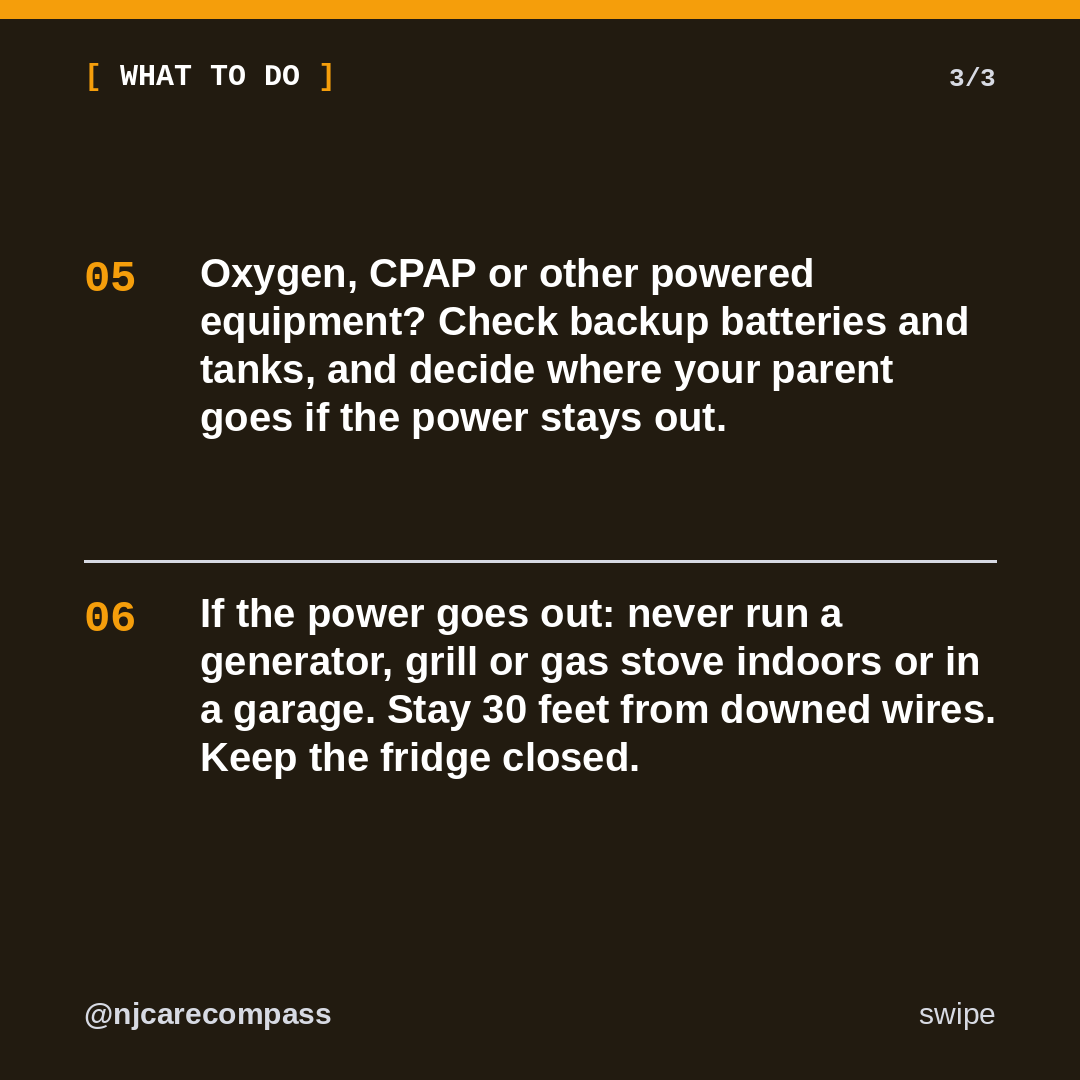 [ WHAT TO DO ]
3/3
05
Oxygen, CPAP or other powered
equipment? Check backup batteries and
tanks, and decide where your parent
goes if the power stays out.
06
If the power goes out: never run a
generator, grill or gas stove indoors or in
a garage. Stay 30 feet from downed wires.
Keep the fridge closed.
@njcarecompass
swipe